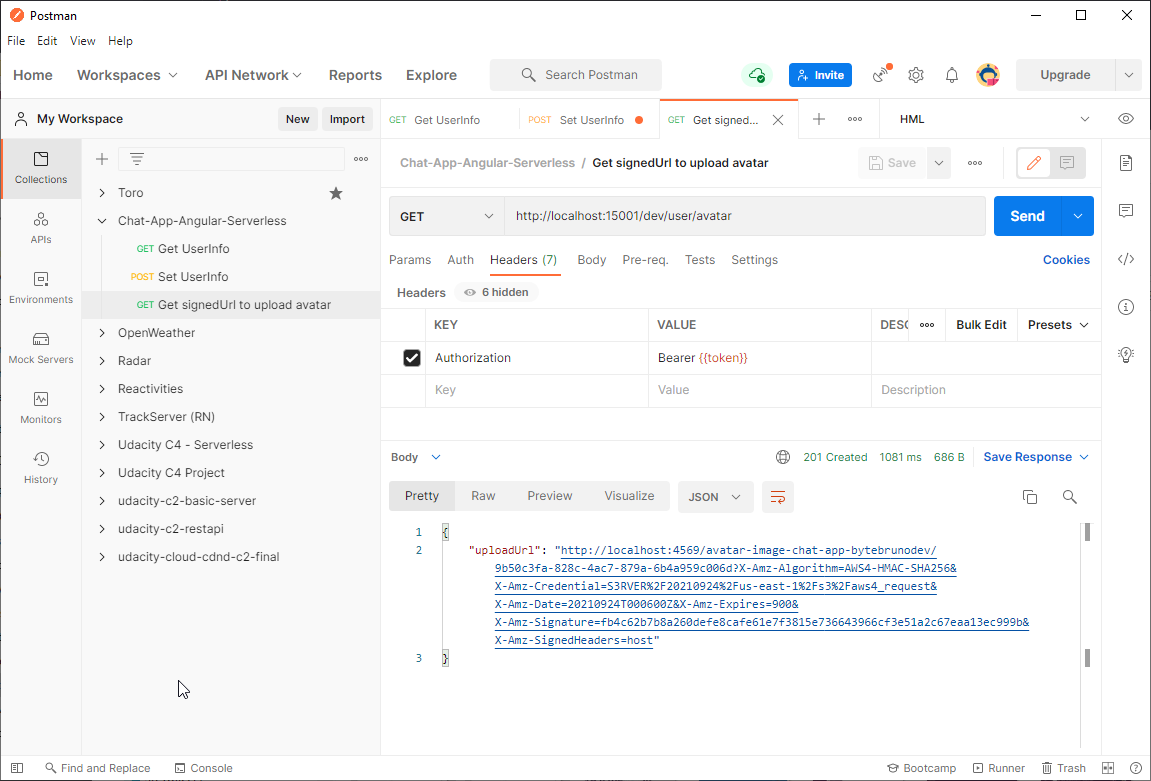 Postman
File Edit View Help
Home Workspaces API Network Reports Explore Search Postman Invite Upgrade
My Workspace New Import
GET Get UserInfo POST Set UserInfo GET Get signed... HML
Collections
APIs
Environments
Mock Servers
Monitors
History
Toro
Chat-App-Angular-Serverless
GET Get UserInfo
POST Set UserInfo
GET Get signedUrl to upload avatar
OpenWeather
Radar
Reactivities
TrackServer (RN)
Udacity C4 - Serverless
Udacity C4 Project
udacity-c2-basic-server
udacity-c2-restapi
udacity-cloud-cdnd-c2-final
Chat-App-Angular-Serverless / Get signedUrl to upload avatar Save
GET http://localhost:15001/dev/user/avatar Send
Params Auth Headers (7) Body Pre-req. Tests Settings Cookies
Headers 6 hidden
KEY VALUE DESC Bulk Edit Presets
Authorization Bearer {{token}}
Key Value Description
Body 201 Created 1081 ms 686 B Save Response
Pretty Raw Preview Visualize JSON
1 {
2 "uploadUrl": "http://localhost:4569/avatar-image-chat-app-bytebrunodev/
9b50c3fa-828c-4ac7-879a-6b4a959c006d?X-Amz-Algorithm=AWS4-HMAC-SHA256&
X-Amz-Credential=S3RVER%2F20210924%2Fus-east-1%2Fs3%2Faws4_request&
X-Amz-Date=20210924T000600Z&X-Amz-Expires=900&
X-Amz-Signature=fb4c62b7b8a260defe8cafe61e7f3815e736643966cf3e51a2c67eaa13ec999b&
X-Amz-SignedHeaders=host"
3 }
Find and Replace Console Bootcamp Runner Trash